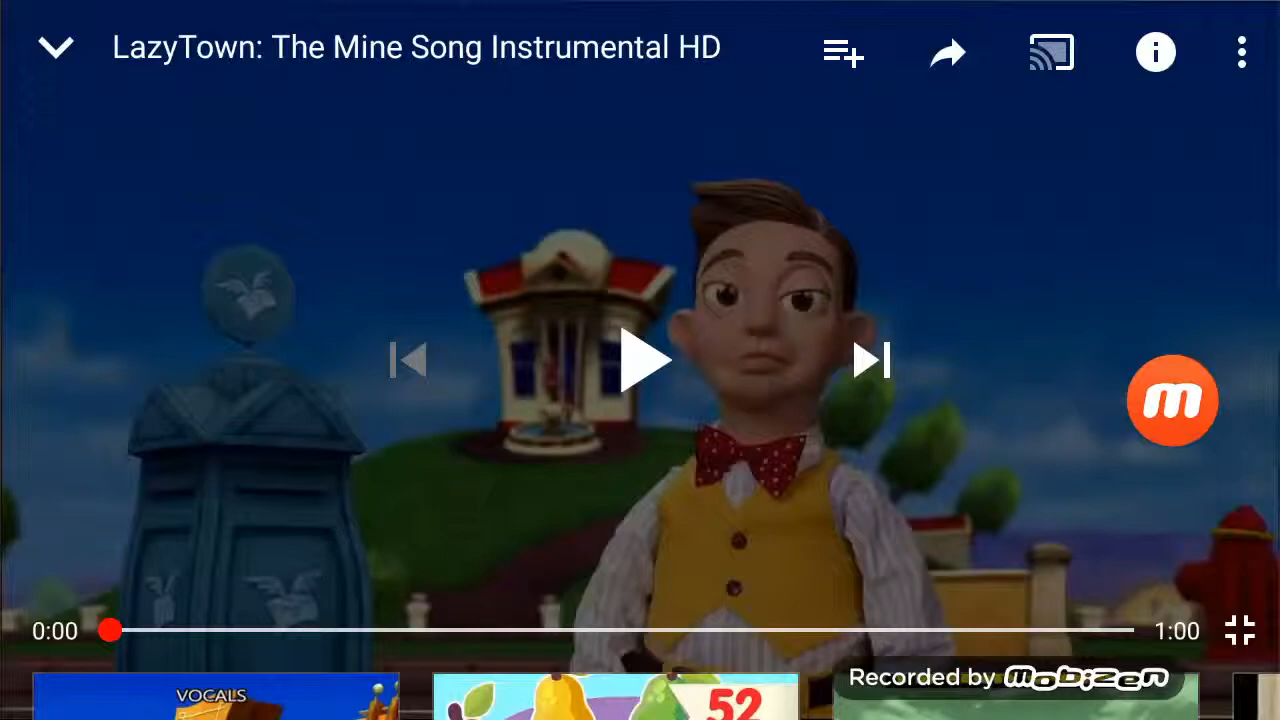 LazyTown: The Mine Song Instrumental HD
m
0:00
1:00
Recorded by mobizen
VOCALS
52